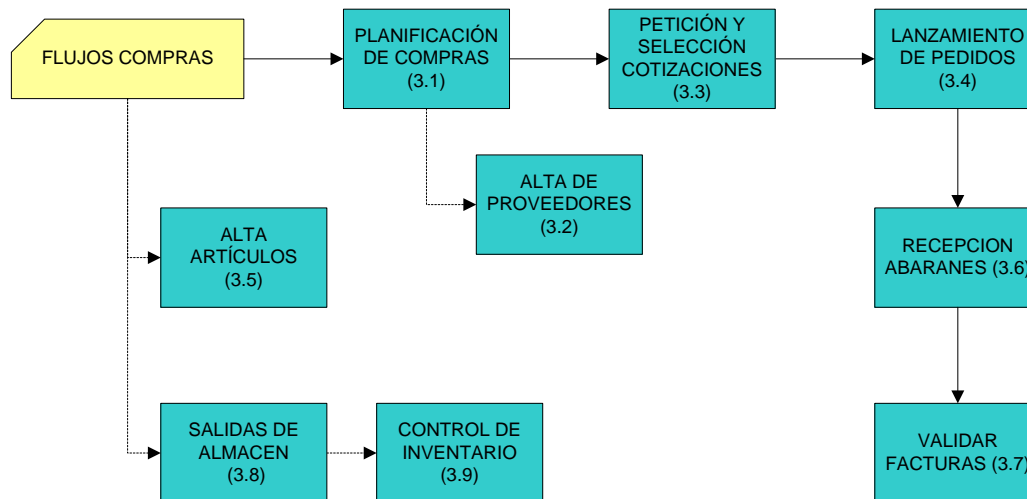 FLUJOS COMPRAS
PLANIFICACIÓN
DE COMPRAS
(3.1)
PETICIÓN Y
SELECCIÓN
COTIZACIONES
(3.3)
LANZAMIENTO
DE PEDIDOS
(3.4)
ALTA DE
PROVEEDORES
(3.2)
ALTA
ARTÍCULOS
(3.5)
RECEPCION
ABARANES (3.6)
SALIDAS DE
ALMACEN
(3.8)
CONTROL DE
INVENTARIO
(3.9)
VALIDAR
FACTURAS (3.7)